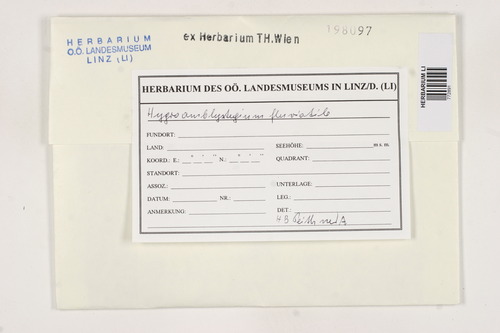 HERBARIUM
O.Ö. LANDESMUSEUM
LINZ (LI)
ex Herbarium TH.Wien
198097
HERBARIUM LI
HERBARIUM DES OÖ. LANDESMUSEUMS IN LINZ/D. (LI)
Hygroamblystegium fluviatile
FUNDORT:
LAND: SEEHÖHE: m s. m.
KOORD.: E.: ° ' '' N.: ° ' '' QUADRANT:
STANDORT:
ASSOZ.: UNTERLAGE:
DATUM: NR.: LEG.:
ANMERKUNG: DET.: